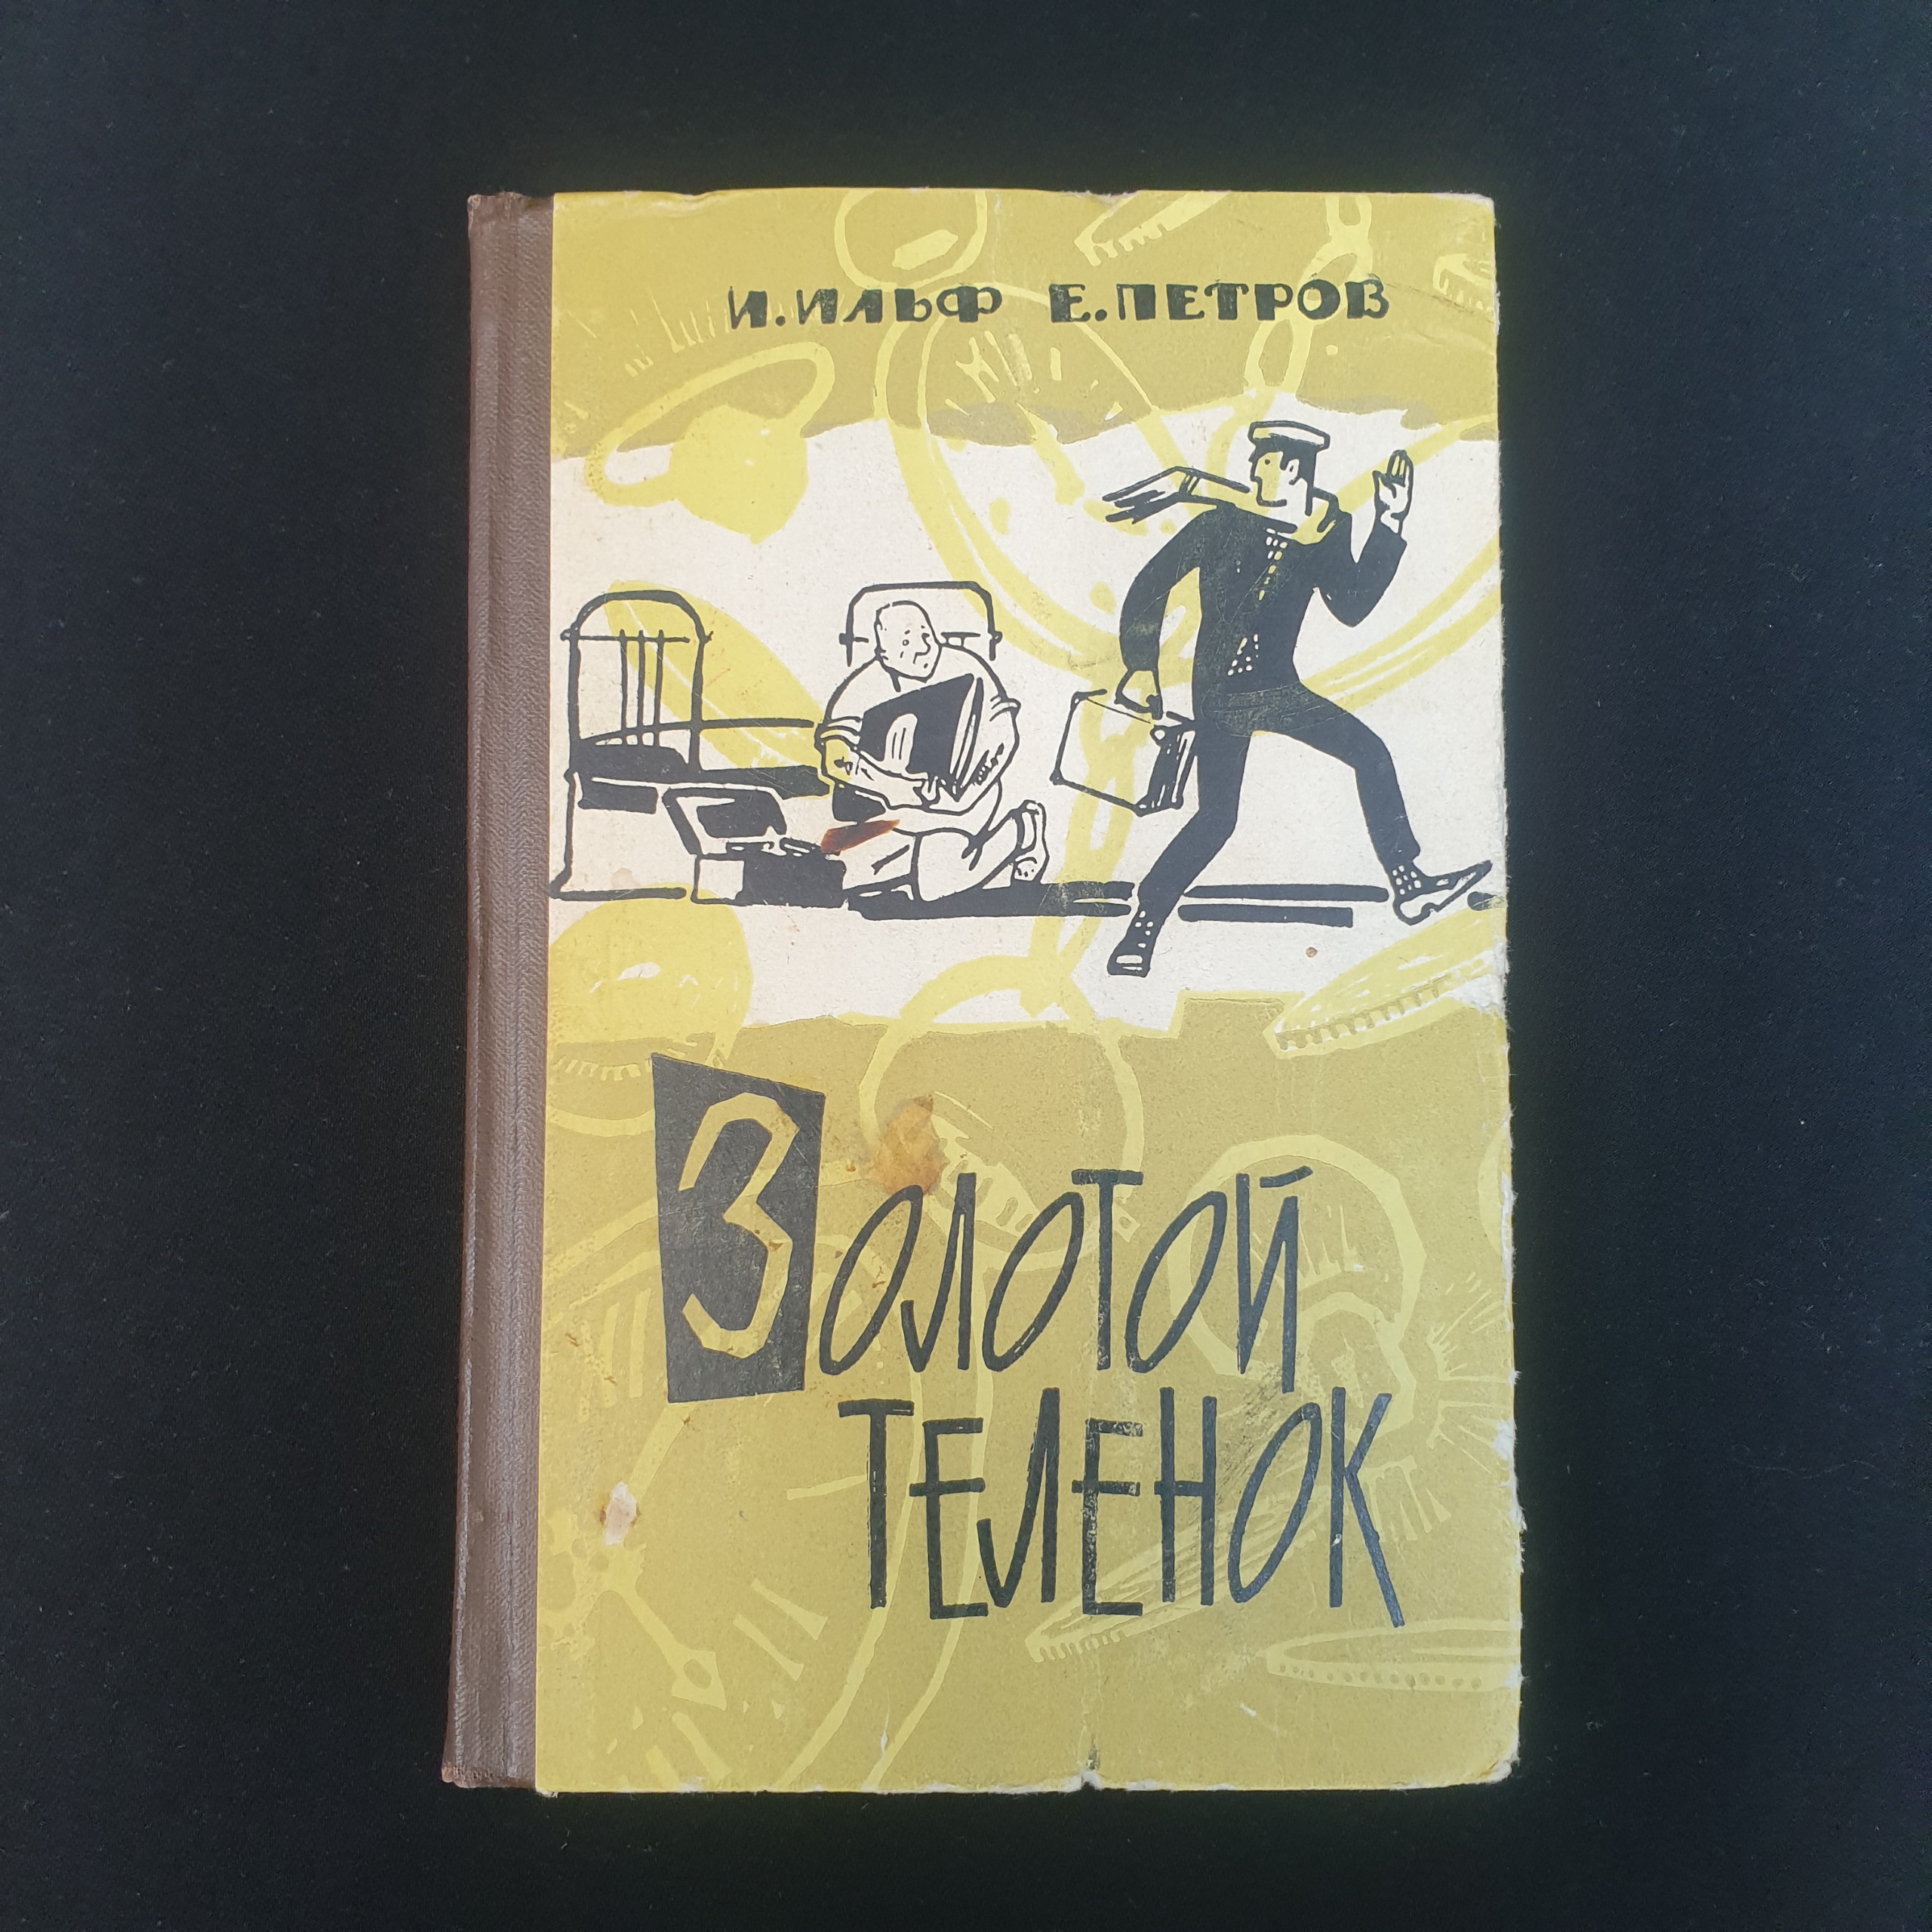 И. ИЛЬФ Е. ПЕТРОВ
ЗОЛОТОЙ
ТЕЛЕНОК